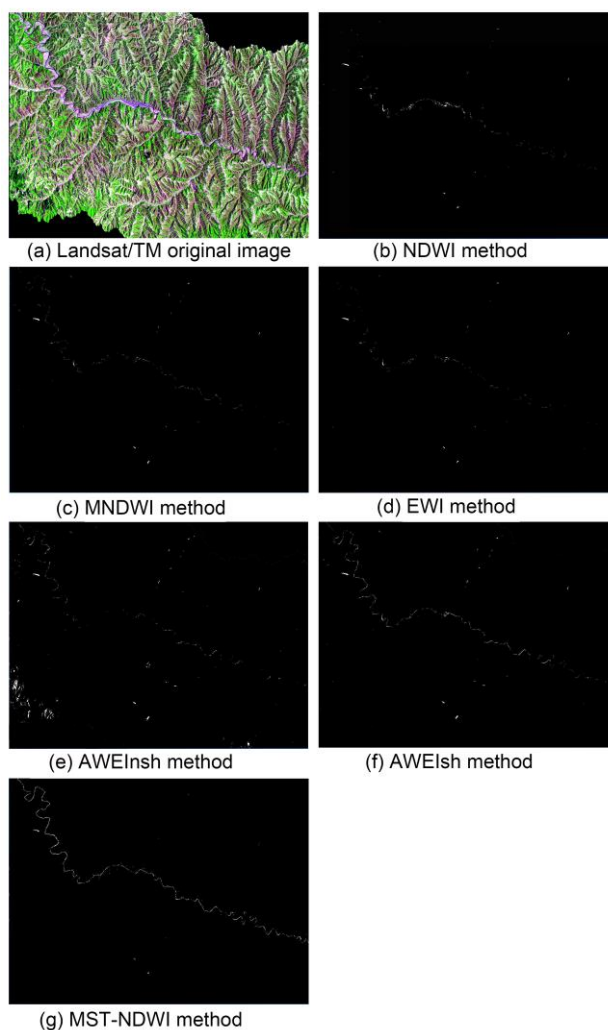 (a) Landsat/TM original image
(b) NDWI method
(c) MNDWI method
(d) EWI method
(e) AWEInsh method
(f) AWEIsh method
(g) MST-NDWI method